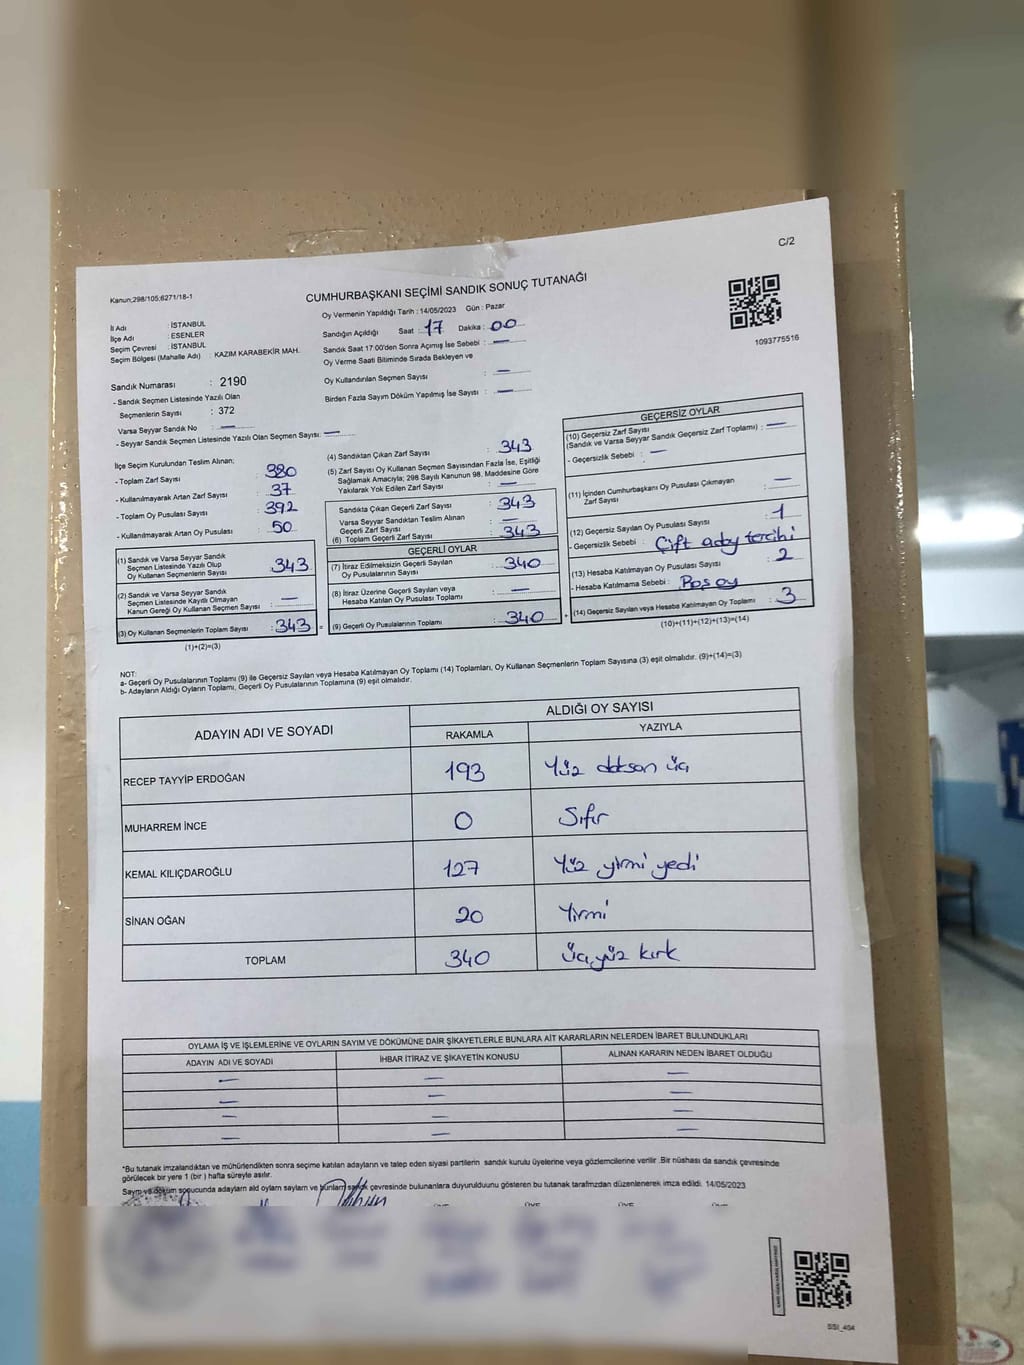 C/2
Kanun,298/105;6271/18-1
CUMHURBAŞKANI SEÇİMİ SANDIK SONUÇ TUTANAĞI
1093775516
İl Adı : İSTANBUL
İlçe Adı : ESENLER
Seçim Çevresi : İSTANBUL
Seçim Bölgesi (Mahalle Adı) : KAZIM KARABEKİR MAH.
Sandık Numarası : 2190
- Sandık Seçmen Listesinde Yazılı Olan
Seçmenlerin Sayısı : 372
Varsa Seyyar Sandık No : —
- Seyyar Sandık Seçmen Listesinde Yazılı Olan Seçmen Sayısı: —
Oy Vermenin Yapıldığı Tarih : 14/05/2023 Gün : Pazar
Sandığın Açıldığı Saat : 17 Dakika : 00
Sandık Saat 17:00'den Sonra Açmış İse Sebebi : —
Oy Verme Saati Bitiminde Sırada Bekleyen ve
Oy Kullandırılan Seçmen Sayısı : —
Birden Fazla Sayım Döküm Yapılmış İse Sayısı : —
İlçe Seçim Kurulundan Teslim Alınan;
- Toplam Zarf Sayısı : 380
- Kullanılmayarak Artan Zarf Sayısı : 37
- Toplam Oy Pusulası Sayısı : 392
- Kullanılmayarak Artan Oy Pusulası : 50
(1) Sandık ve Varsa Seyyar Sandık
Seçmen Listesinde Yazılı Olup
Oy Kullanan Seçmenlerin Sayısı : 343
(2) Sandık ve Varsa Seyyar Sandık
Seçmen Listesinde Kayıtlı Olmayan
Kanun Gereği Oy Kullanan Seçmen Sayısı : —
(3) Oy Kullanan Seçmenlerin Toplam Sayısı : 343 =
(1)+(2)=(3)
(4) Sandıktan Çıkan Zarf Sayısı : 343
(5) Zarf Sayısı Oy Kullanan Seçmen Sayısından Fazla İse, Eşitliği
Sağlamak Amacıyla; 298 Sayılı Kanunun 98. Maddesine Göre
Yakılarak Yok Edilen Zarf Sayısı : —
Sandıkta Çıkan Geçerli Zarf Sayısı : 343
Varsa Seyyar Sandıktan Teslim Alınan
Geçerli Zarf Sayısı : —
(6) Toplam Geçerli Zarf Sayısı : 343
GEÇERLİ OYLAR
(7) İtiraz Edilmeksizin Geçerli Sayılan
Oy Pusulalarının Sayısı : 340
(8) İtiraz Üzerine Geçerli Sayılan veya
Hesaba Katılan Oy Pusulası Toplamı : —
(9) Geçerli Oy Pusulalarının Toplamı : 340 +
GEÇERSİZ OYLAR
(10) Geçersiz Zarf Sayısı
(Sandık ve Varsa Seyyar Sandık Geçersiz Zarf Toplamı) : —
- Geçersizlik Sebebi : —
(11) İçinden Cumhurbaşkanı Oy Pusulası Çıkmayan
Zarf Sayısı : —
(12) Geçersiz Sayılan Oy Pusulası Sayısı : 1
- Geçersizlik Sebebi : Çift aday tercihi
(13) Hesaba Katılmayan Oy Pusulası Sayısı : 2
- Hesaba Katılmama Sebebi : Boş oy
(14) Geçersiz Sayılan veya Hesaba Katılmayan Oy Toplamı : 3
(10)+(11)+(12)+(13)=(14)
NOT:
a- Geçerli Oy Pusulalarının Toplamı (9) ile Geçersiz Sayılan veya Hesaba Katılmayan Oy Toplamı (14) Toplamları, Oy Kullanan Seçmenlerin Toplam Sayısına (3) eşit olmalıdır. (9)+(14)=(3)
b- Adayların Aldığı Oyların Toplamı, Geçerli Oy Pusulalarının Toplamına (9) eşit olmalıdır.
ADAYIN ADI VE SOYADI ALDIĞI OY SAYISI
RAKAMLA YAZIYLA
RECEP TAYYİP ERDOĞAN 193 Yüz doksan üç
MUHARREM İNCE 0 Sıfır
KEMAL KILIÇDAROĞLU 127 Yüz yirmi yedi
SİNAN OĞAN 20 Yirmi
TOPLAM 340 Üç yüz kırk
OYLAMA İŞ VE İŞLEMLERİNE VE OYLARIN SAYIM VE DÖKÜMÜNE DAİR ŞİKAYETLERLE BUNLARA AİT KARARLARIN NELERDEN İBARET BULUNDUKLARI
ADAYIN ADI VE SOYADI İHBAR İTİRAZ VE ŞİKAYETİN KONUSU ALINAN KARARIN NEDEN İBARET OLDUĞU
— — —
— — —
— — —
— — —
*Bu tutanak imzalandıktan ve mühürlendikten sonra seçime katılan adayların ve talep eden siyasi partilerin sandık kurulu üyelerine veya gözlemcilerine verilir .Bir nüshası da sandık çevresinde
görülecek bir yere 1 (bir ) hafta süreyle asılır.
Sayım ve döküm sonucunda adayların aldığı oyların sayıları ve bunların sandık çevresinde bulunanlara duyurulduğunu gösteren bu tutanak tarafımızdan düzenlenerek imza edildi. 14/05/2023
ÜYE ÜYE ÜYE ÜYE
SSI_404